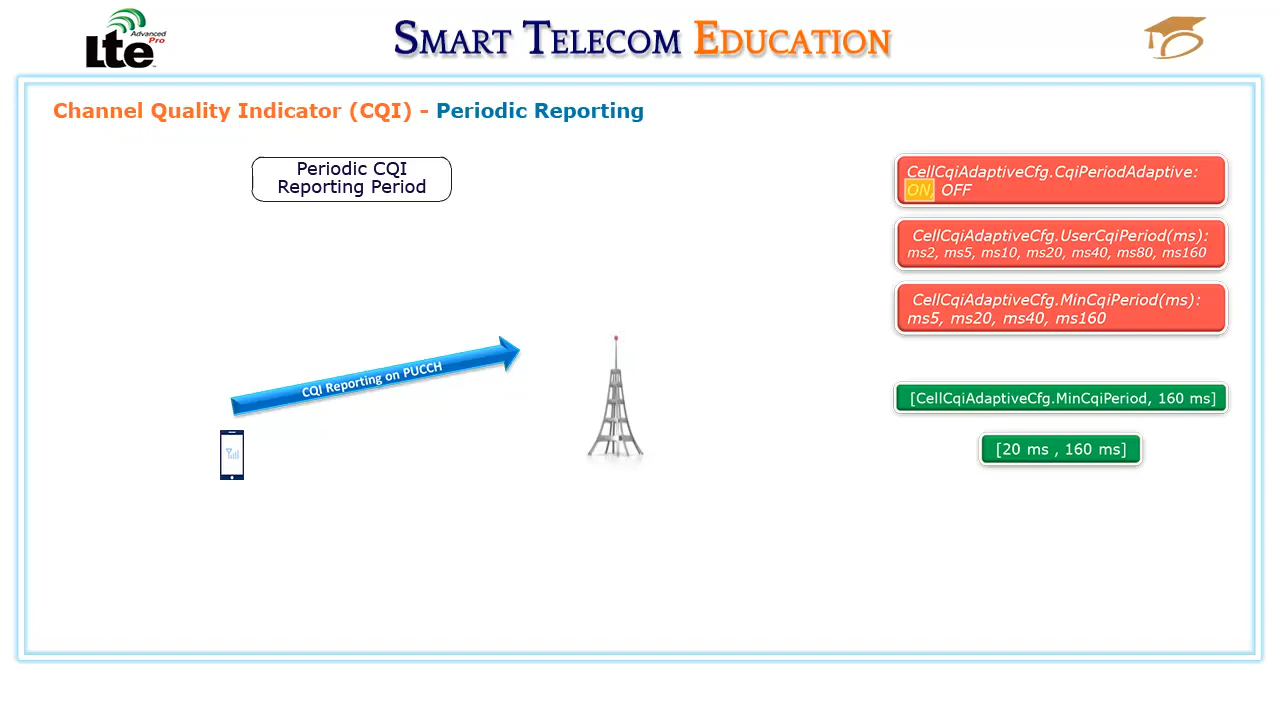 LTE Advanced Pro
SMART TELECOM EDUCATION
Channel Quality Indicator (CQI) - Periodic Reporting
Periodic CQI
Reporting Period
CellCqiAdaptiveCfg.CqiPeriodAdaptive:
ON, OFF
CellCqiAdaptiveCfg.UserCqiPeriod(ms):
ms2, ms5, ms10, ms20, ms40, ms80, ms160
CellCqiAdaptiveCfg.MinCqiPeriod(ms):
ms5, ms20, ms40, ms160
CQI Reporting on PUCCH
[CellCqiAdaptiveCfg.MinCqiPeriod, 160 ms]
[20 ms , 160 ms]